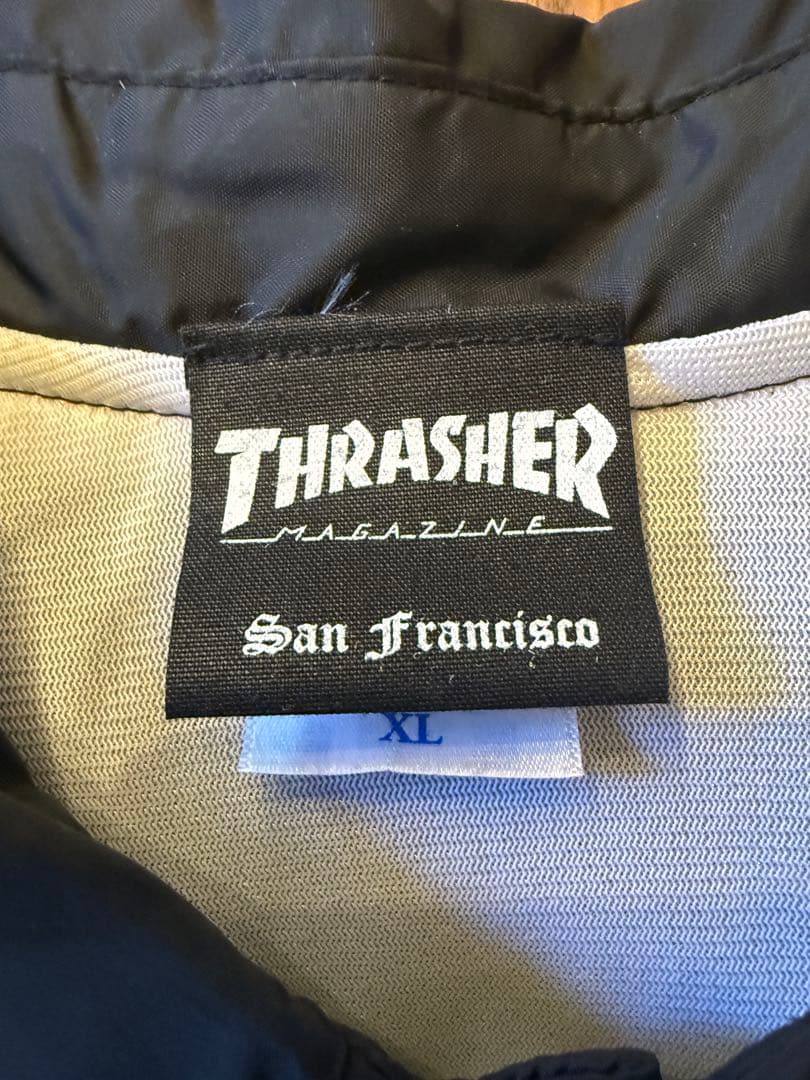 THRASHER
MAGAZINE
San Francisco
XL